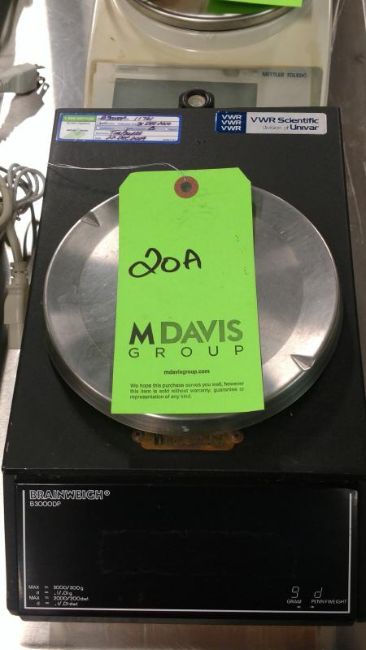 METTLER TOLEDO
VWR
VWR
VWR
VWR Scientific
division of Univar
20A
M DAVIS
GROUP
mdavisgroup.com
We hope this purchase serves you well, however
this item is sold without warranty, guarantee or
representation of any kind.
BRAINWEIGH®
B3000DP
MAX =
d =
MAX =
d =
g d
GRAM PENNYWEIGHT